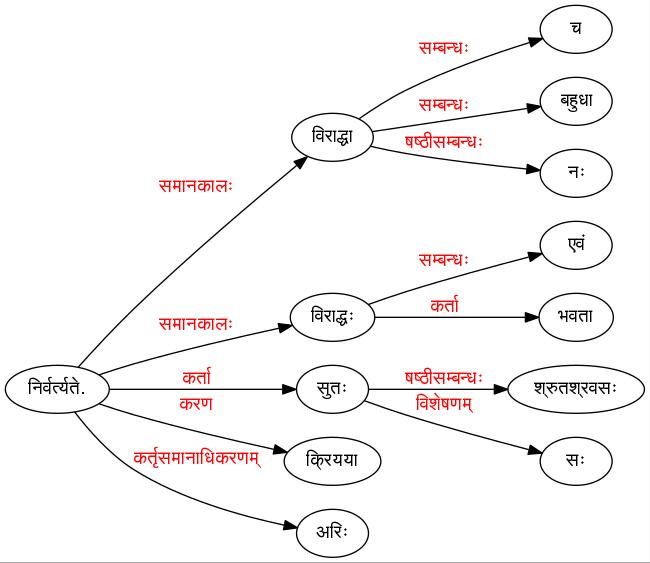 च
सम्बन्धः
सम्बन्धः
बहुधा
विराद्धा
षष्ठीसम्बन्धः
नः
समानकालः
एवं
सम्बन्धः
कर्ता
विराद्धः
भवता
समानकालः
कर्ता
षष्ठीसम्बन्धः
निर्वर्त्यते.
सुतः
श्रुतश्रवसः
करण
विशेषणम्
कर्तृसमानाधिकरणम्
क्रियया
सः
अरिः